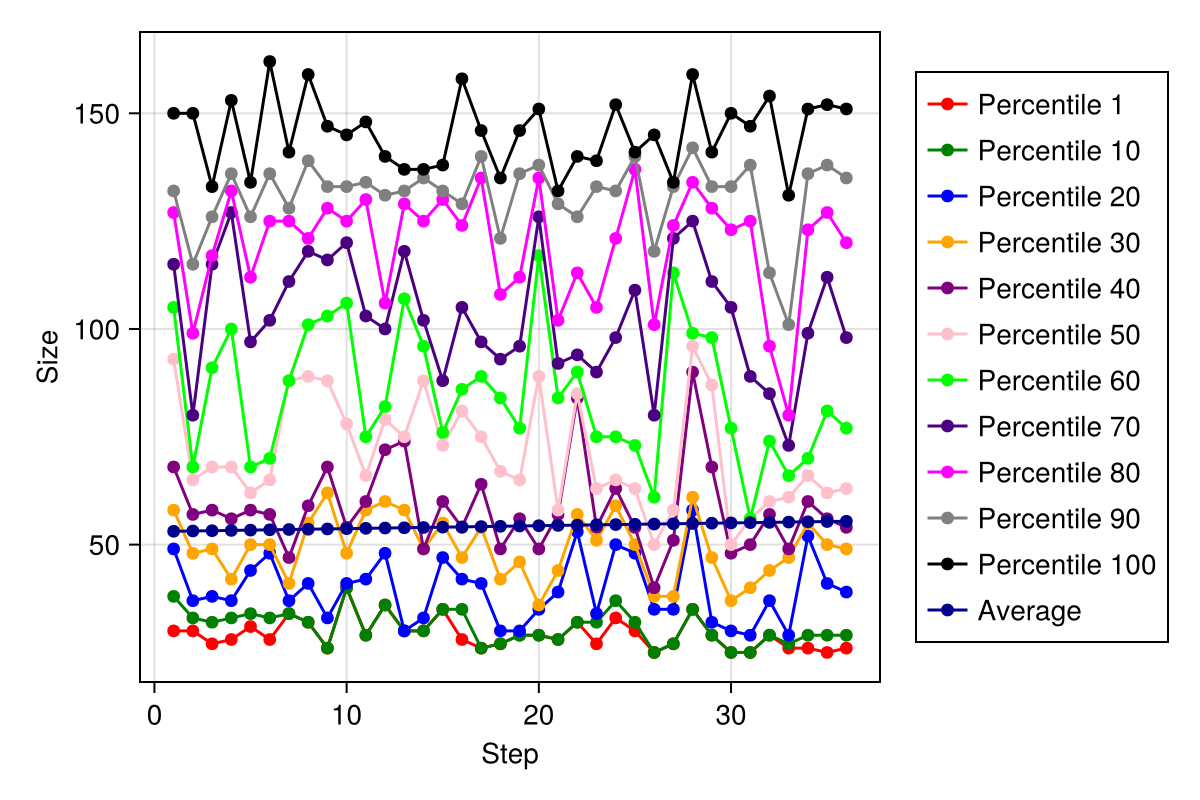 150
100
50
Size
0
10
20
30
Step
Percentile 1
Percentile 10
Percentile 20
Percentile 30
Percentile 40
Percentile 50
Percentile 60
Percentile 70
Percentile 80
Percentile 90
Percentile 100
Average